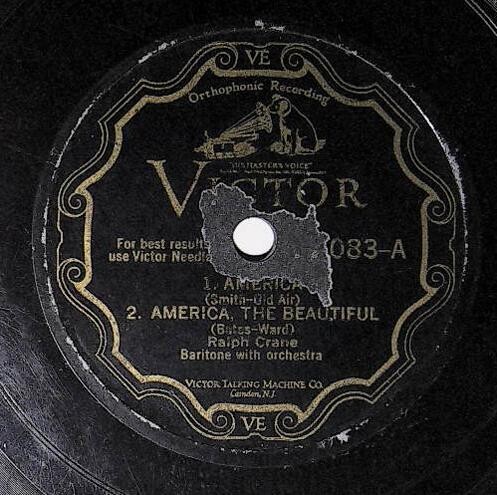 VE
Orthophonic Recording
"HIS MASTER'S VOICE"
VICTOR
For best results
use Victor Needles
083-A
1. AMERICA
(Smith-Old Air)
2. AMERICA, THE BEAUTIFUL
(Bates-Ward)
Ralph Crane
Baritone with orchestra
VICTOR TALKING MACHINE CO.
Camden, N.J.
VE